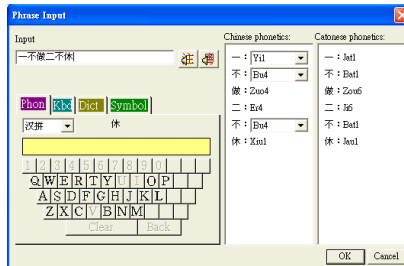 Phrase Input
Input
一不做二不休
Phon Kbd Dict Symbol
汉拼 休
1 2 3 4 5 6 7 8 9 0
Q W E R T Y U I O P
A S D F G H J K L
Z X C V B N M
Clear Back
Chinese phonetics:
一：Yi1
不：Bu4
做：Zuo4
二：Er4
不：Bu4
休：Xiu1
Catonese phonetics:
一：Jat1
不：Bat1
做：Zou6
二：Ji6
不：Bat1
休：Jau1
OK Cancel